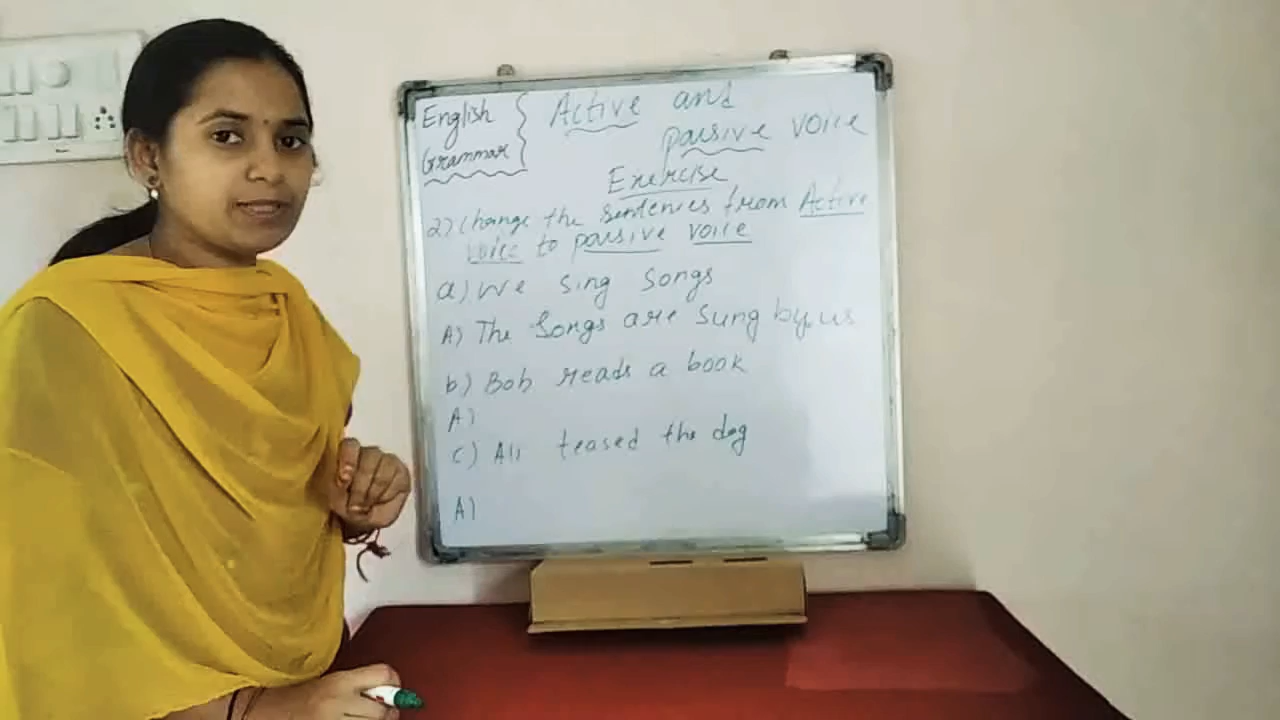 English Grammar
Active and
passive voice
Exercise
2) Change the sentences from Active
voice to passive voice
a) We sing songs
A) The songs are sung by us
b) Bob reads a book
A)
c) Ali teased the dog
A)